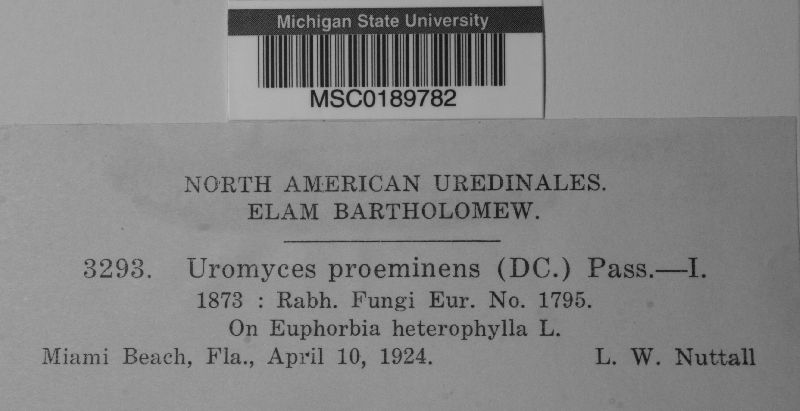 Michigan State University
MSC0189782
NORTH AMERICAN UREDINALES.
ELAM BARTHOLOMEW.
3293. Uromyces proeminens (DC.) Pass.—I.
1873 : Rabh. Fungi Eur. No. 1795.
On Euphorbia heterophylla L.
Miami Beach, Fla., April 10, 1924. L. W. Nuttall